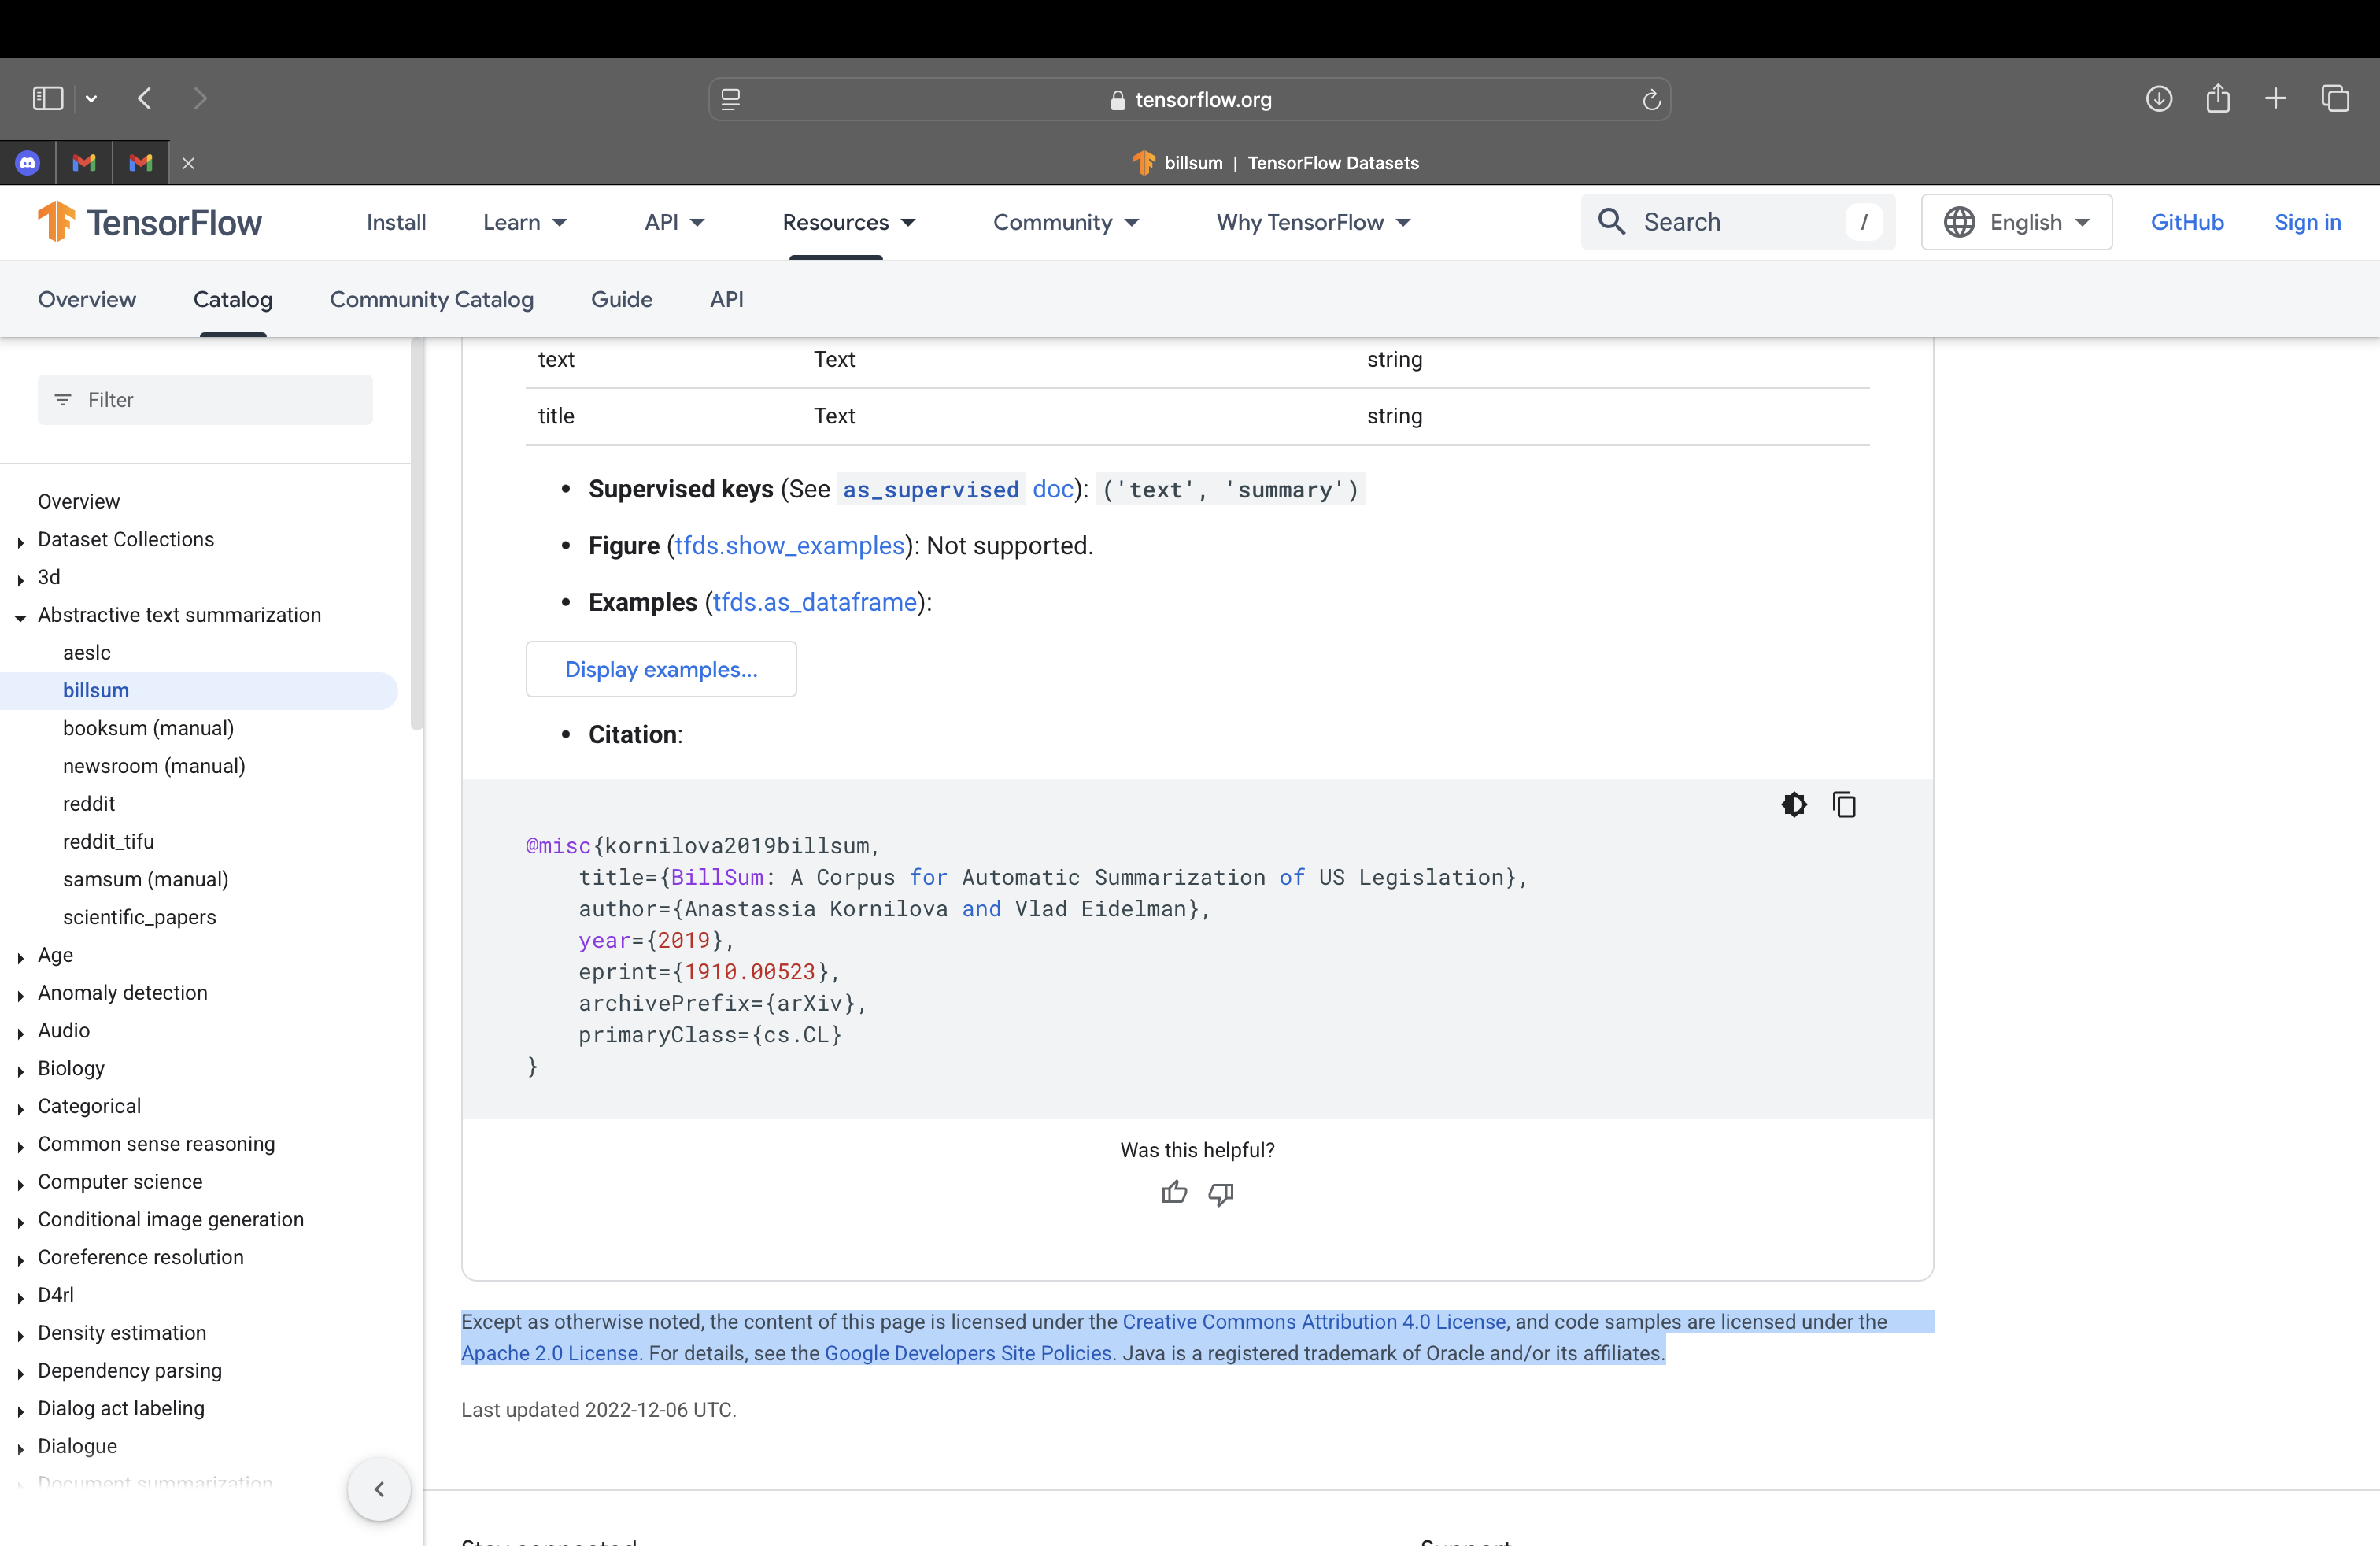 tensorflow.org
billsum | TensorFlow Datasets
TensorFlow
Install
Learn
API
Resources
Community
Why TensorFlow
Search
/
English
GitHub
Sign in
Overview
Catalog
Community Catalog
Guide
API
Filter
Overview
Dataset Collections
3d
Abstractive text summarization
aeslc
billsum
booksum (manual)
newsroom (manual)
reddit
reddit_tifu
samsum (manual)
scientific_papers
Age
Anomaly detection
Audio
Biology
Categorical
Common sense reasoning
Computer science
Conditional image generation
Coreference resolution
D4rl
Density estimation
Dependency parsing
Dialog act labeling
Dialogue
Document summarization
text Text string
title Text string
• Supervised keys (See as_supervised doc): ('text', 'summary')
• Figure (tfds.show_examples): Not supported.
• Examples (tfds.as_dataframe):
Display examples...
• Citation:
@misc{kornilova2019billsum,
title={BillSum: A Corpus for Automatic Summarization of US Legislation},
author={Anastassia Kornilova and Vlad Eidelman},
year={2019},
eprint={1910.00523},
archivePrefix={arXiv},
primaryClass={cs.CL}
}
Was this helpful?
Except as otherwise noted, the content of this page is licensed under the Creative Commons Attribution 4.0 License, and code samples are licensed under the
Apache 2.0 License. For details, see the Google Developers Site Policies. Java is a registered trademark of Oracle and/or its affiliates.
Last updated 2022-12-06 UTC.
Stay connected
Support